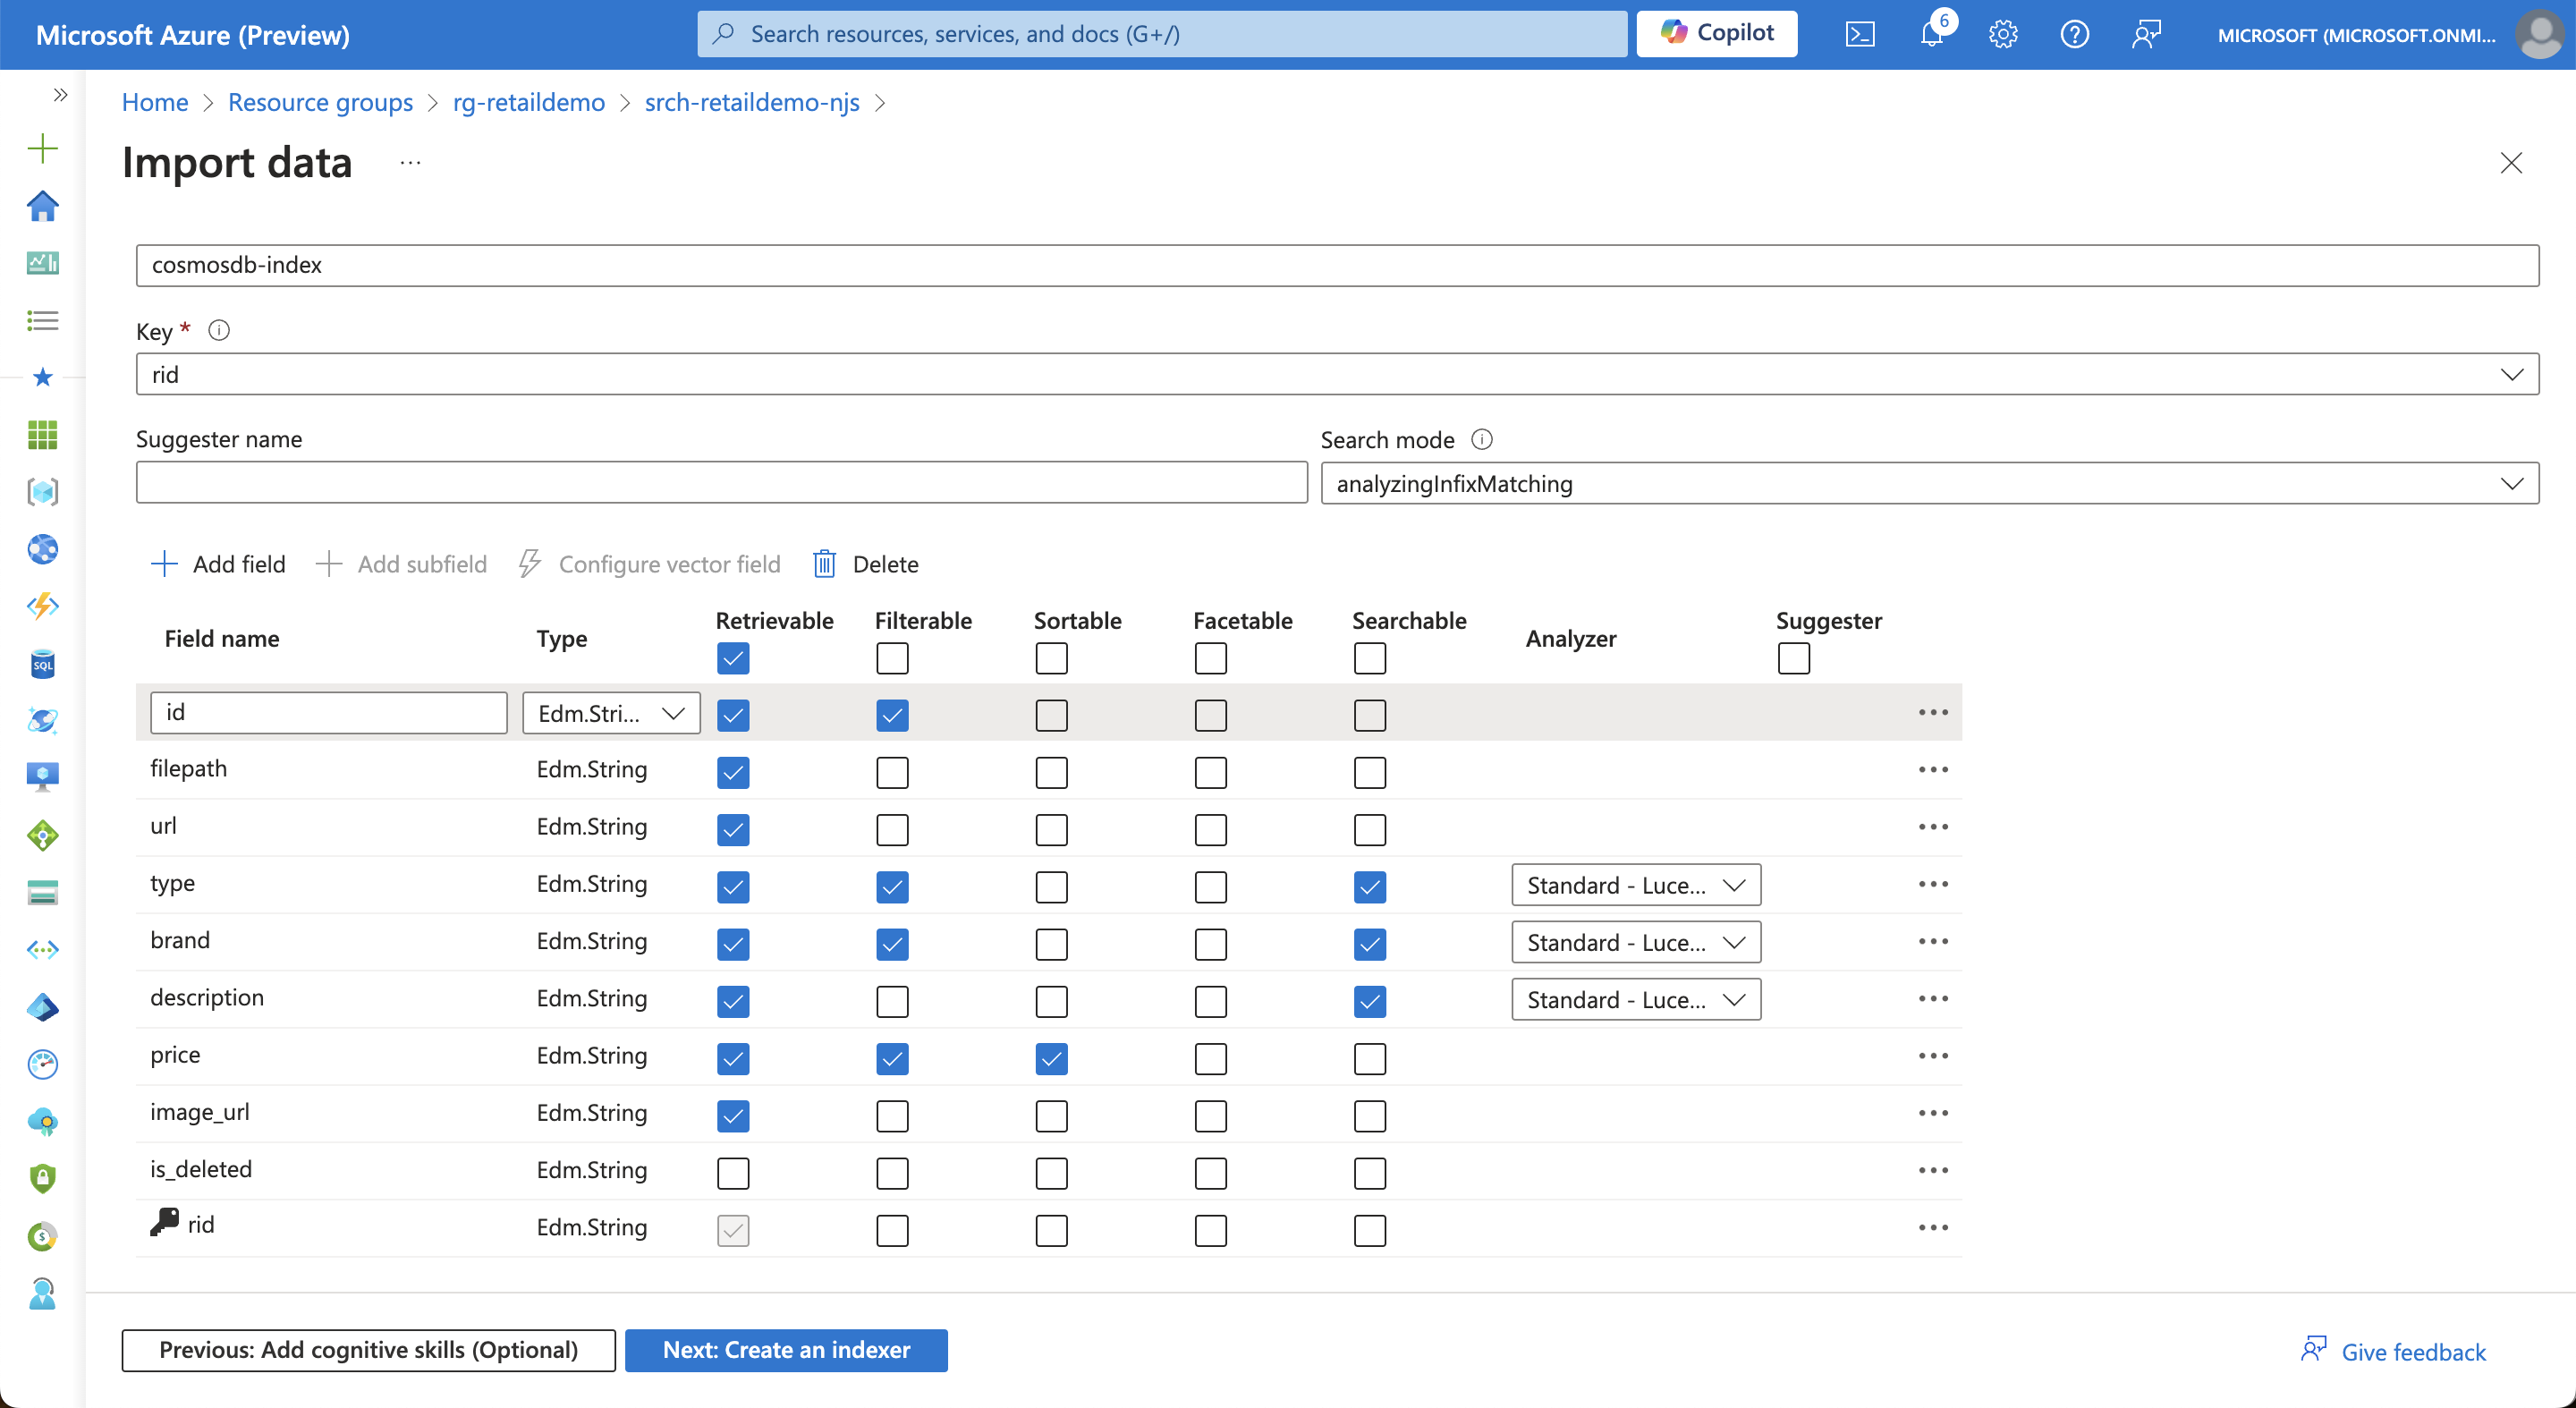 Microsoft Azure (Preview)
Search resources, services, and docs (G+/)
Copilot
6
MICROSOFT (MICROSOFT.ONMI...
Home > Resource groups > rg-retaildemo > srch-retaildemo-njs >
Import data ...
cosmosdb-index
Key *
rid
Suggester name
Search mode
analyzingInfixMatching
Add field
Add subfield
Configure vector field
Delete
Field name Type Retrievable Filterable Sortable Facetable Searchable Analyzer Suggester
id Edm.Stri...
filepath Edm.String
url Edm.String
type Edm.String Standard - Luce...
brand Edm.String Standard - Luce...
description Edm.String Standard - Luce...
price Edm.String
image_url Edm.String
is_deleted Edm.String
rid Edm.String
Previous: Add cognitive skills (Optional)
Next: Create an indexer
Give feedback
SQL